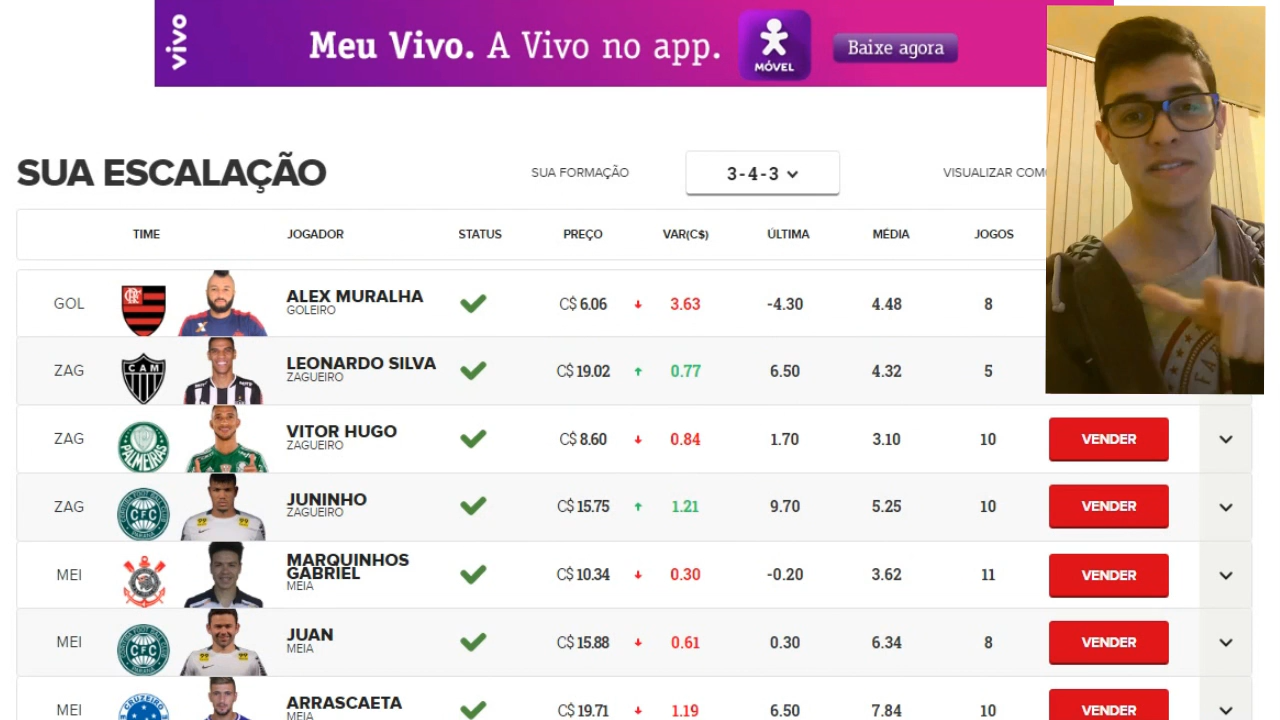 vivo
Meu Vivo. A Vivo no app.
MÓVEL
Baixe agora
SUA ESCALAÇÃO
SUA FORMAÇÃO
3-4-3
VISUALIZAR COM
TIME JOGADOR STATUS PREÇO VAR(C$) ÚLTIMA MÉDIA JOGOS
GOL ALEX MURALHA C$ 6.06 3.63 -4.30 4.48 8
GOLEIRO
ZAG CAM LEONARDO SILVA C$ 19.02 0.77 6.50 4.32 5
ZAGUEIRO
ZAG PALMEIRAS VITOR HUGO C$ 8.60 0.84 1.70 3.10 10 VENDER
ZAGUEIRO
ZAG CFC JUNINHO C$ 15.75 1.21 9.70 5.25 10 VENDER
ZAGUEIRO
MEI MARQUINHOS
GABRIEL C$ 10.34 0.30 -0.20 3.62 11 VENDER
MEIA
MEI CFC JUAN C$ 15.88 0.61 0.30 6.34 8 VENDER
MEIA
MEI CRUZEIRO ARRASCAETA C$ 19.71 1.19 6.50 7.84 10 VENDER
MEIA